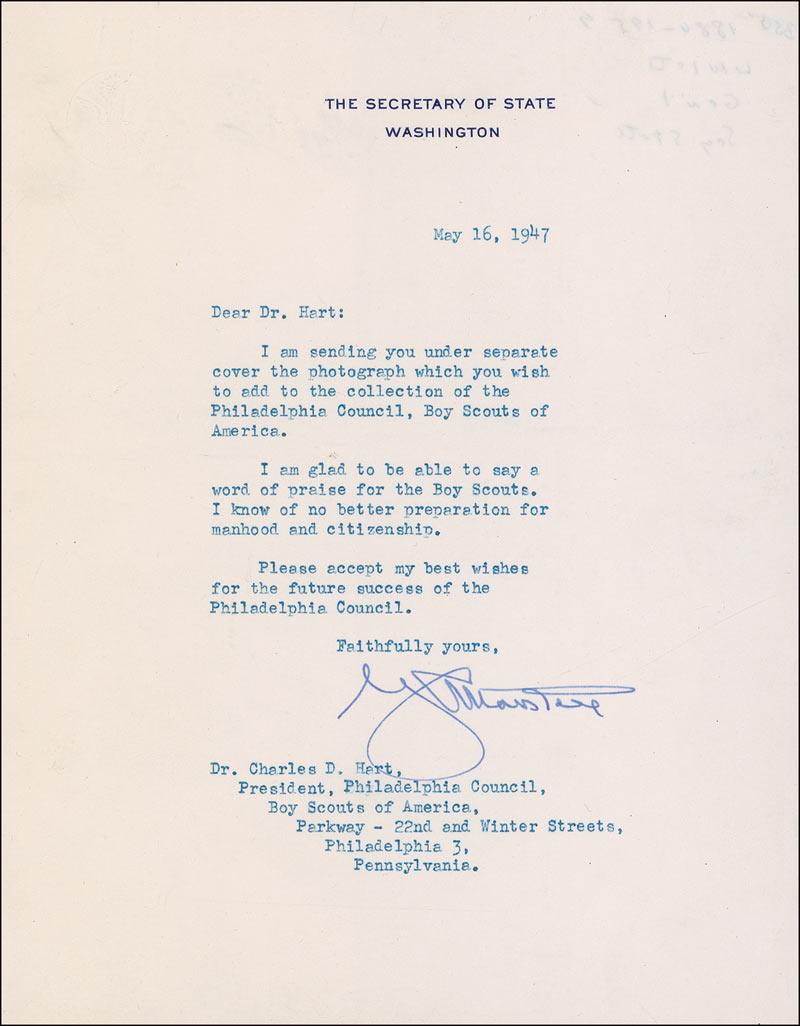 THE SECRETARY OF STATE
WASHINGTON
May 16, 1947
Dear Dr. Hart:
I am sending you under separate
cover the photograph which you wish
to add to the collection of the
Philadelphia Council, Boy Scouts of
America.
I am glad to be able to say a
word of praise for the Boy Scouts.
I know of no better preparation for
manhood and citizenship.
Please accept my best wishes
for the future success of the
Philadelphia Council.
Faithfully yours,
G. C. Marshall
Dr. Charles D. Hart,
President, Philadelphia Council,
Boy Scouts of America,
Parkway - 22nd and Winter Streets,
Philadelphia 3,
Pennsylvania.